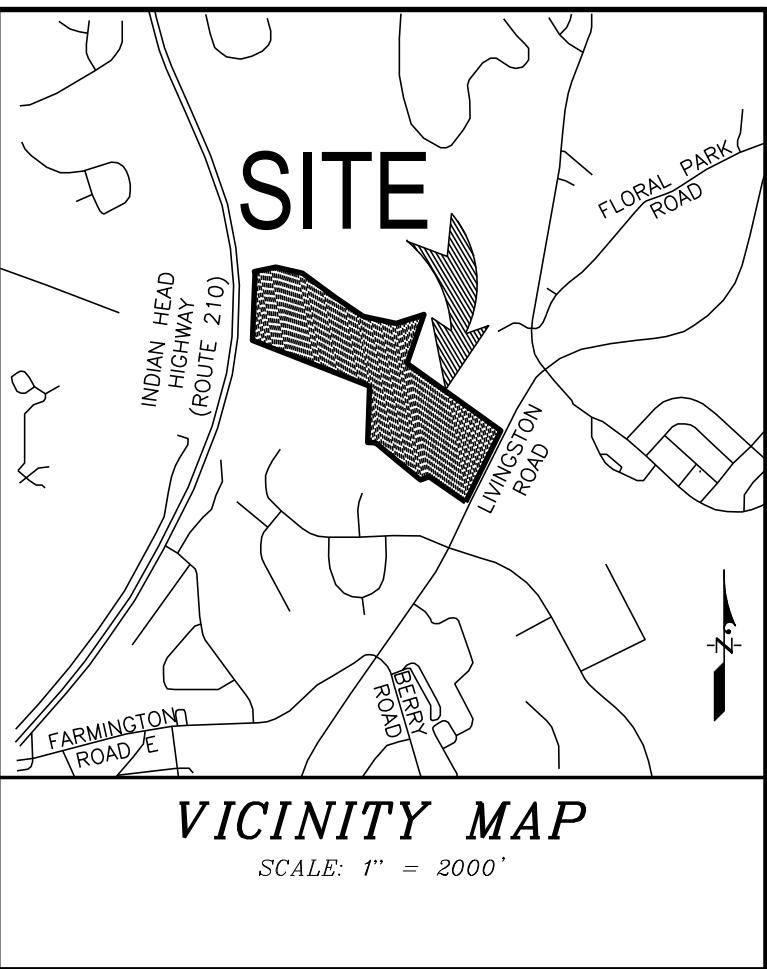 SITE
FLORAL PARK
ROAD
INDIAN HEAD
HIGHWAY
(ROUTE 210)
LIVINGSTON
ROAD
N
BERRY
ROAD
FARMINGTON
ROAD E
VICINITY MAP
SCALE: 1" = 2000'